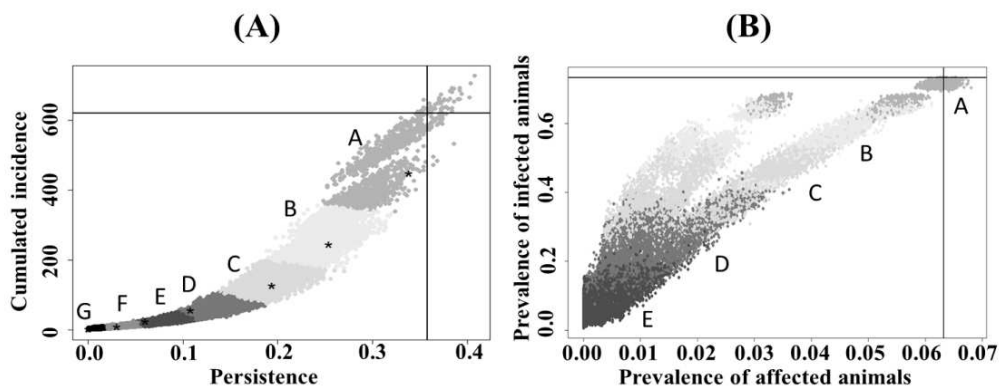 (A)
(B)
Cumulated incidence
600
400
200
0
A
B
C
D
E
F
G
*
*
*
*
*
*
0.0 0.1 0.2 0.3 0.4
Persistence
Prevalence of infected animals
0.6
0.4
0.2
0.0
A
B
C
D
E
0.00 0.01 0.02 0.03 0.04 0.05 0.06 0.07
Prevalence of affected animals